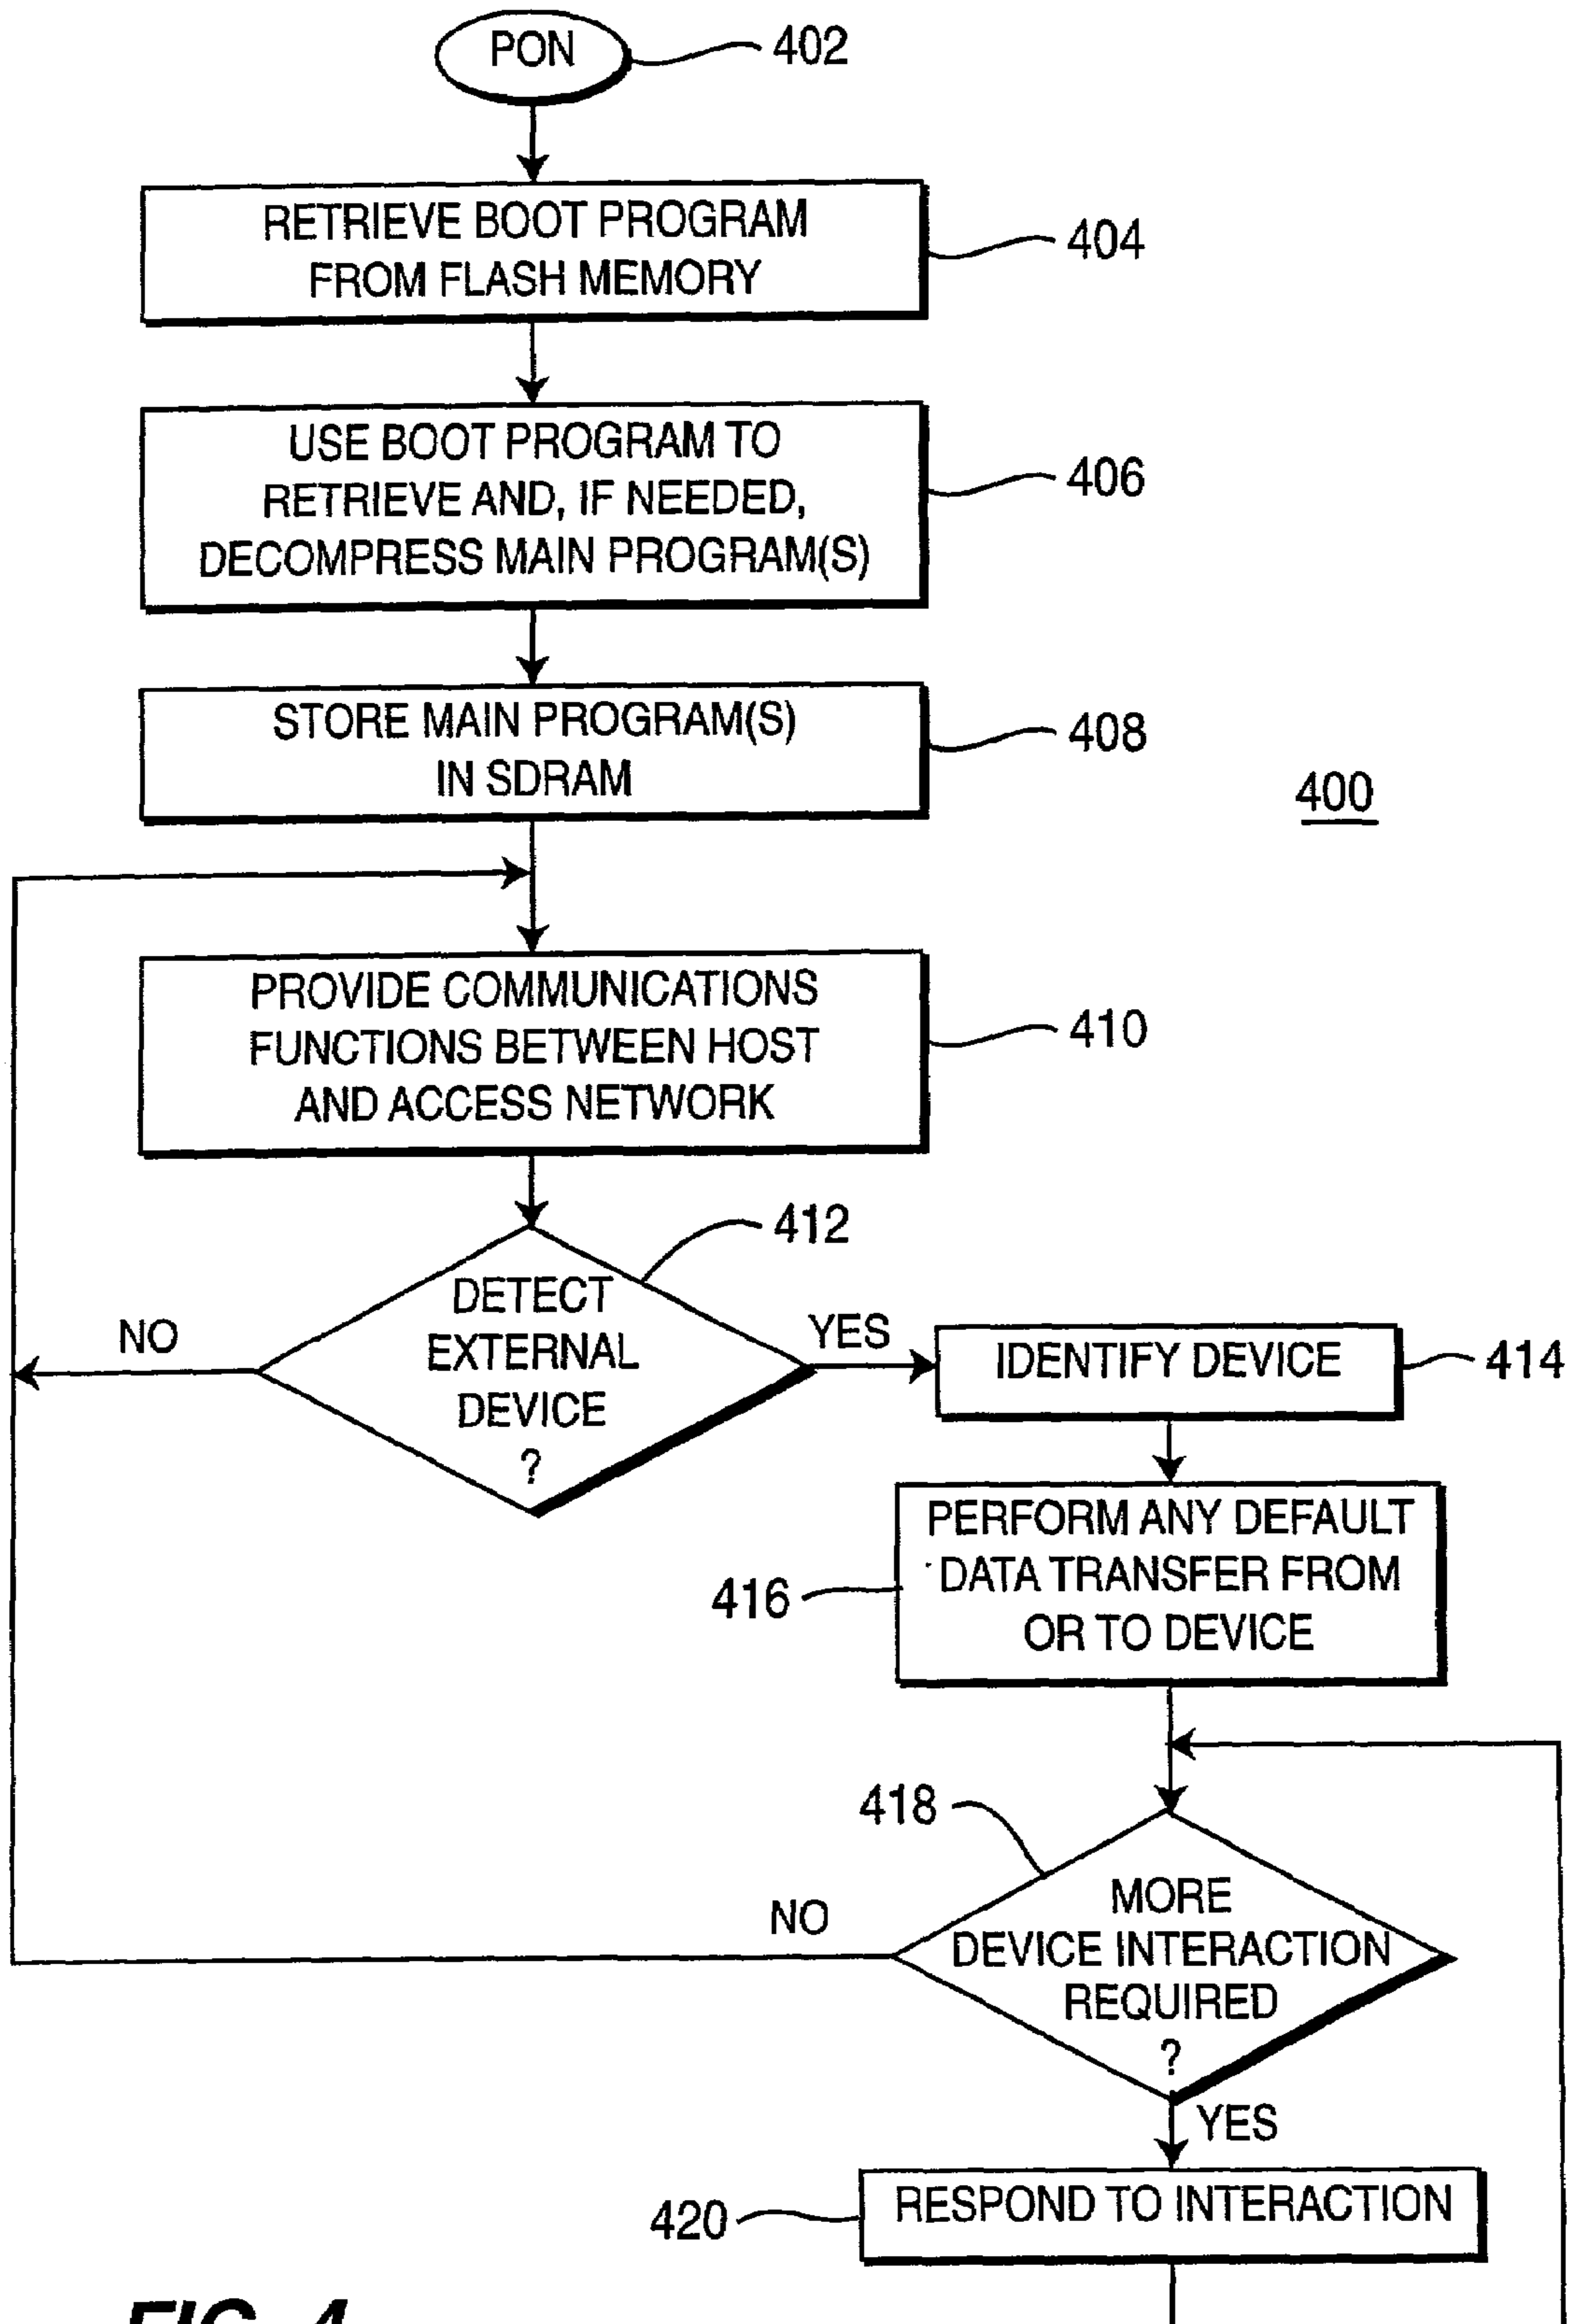 PON
402
RETRIEVE BOOT PROGRAM
FROM FLASH MEMORY
404
USE BOOT PROGRAM TO
RETRIEVE AND, IF NEEDED,
DECOMPRESS MAIN PROGRAM(S)
406
STORE MAIN PROGRAM(S)
IN SDRAM
408
400
PROVIDE COMMUNICATIONS
FUNCTIONS BETWEEN HOST
AND ACCESS NETWORK
410
412
DETECT
EXTERNAL
DEVICE
?
NO
YES
IDENTIFY DEVICE
414
PERFORM ANY DEFAULT
DATA TRANSFER FROM
OR TO DEVICE
416
418
MORE
DEVICE INTERACTION
REQUIRED
?
NO
YES
RESPOND TO INTERACTION
420
FIG. 4